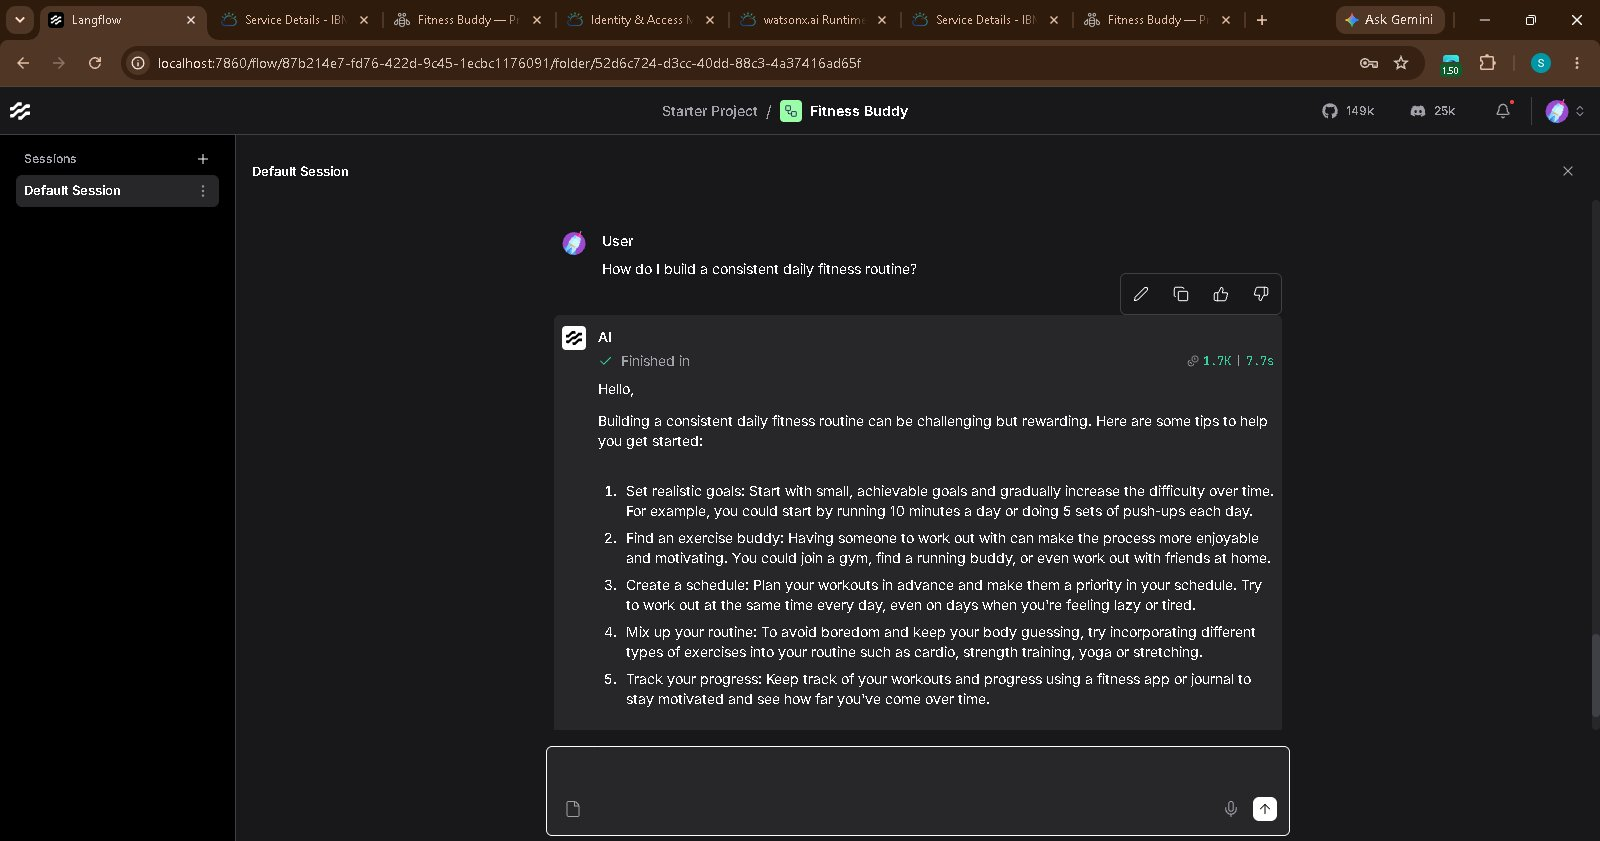 Langflow
Service Details - IBM
Fitness Buddy — Pr
Identity & Access M
watsonx.ai Runtime
Service Details - IBM
Fitness Buddy — Pr
Ask Gemini
localhost:7860/flow/87b214e7-fd76-422d-9c45-1ecbc1176091/folder/52d6c724-d3cc-40dd-88c3-4a37416ad65f
1.50
S
Starter Project / Fitness Buddy
149k
25k
Sessions
Default Session
Default Session
User
How do I build a consistent daily fitness routine?
AI
Finished in
1.7K | 7.7s
Hello,
Building a consistent daily fitness routine can be challenging but rewarding. Here are some tips to help
you get started:
1. Set realistic goals: Start with small, achievable goals and gradually increase the difficulty over time.
For example, you could start by running 10 minutes a day or doing 5 sets of push-ups each day.
2. Find an exercise buddy: Having someone to work out with can make the process more enjoyable
and motivating. You could join a gym, find a running buddy, or even work out with friends at home.
3. Create a schedule: Plan your workouts in advance and make them a priority in your schedule. Try
to work out at the same time every day, even on days when you're feeling lazy or tired.
4. Mix up your routine: To avoid boredom and keep your body guessing, try incorporating different
types of exercises into your routine such as cardio, strength training, yoga or stretching.
5. Track your progress: Keep track of your workouts and progress using a fitness app or journal to
stay motivated and see how far you've come over time.